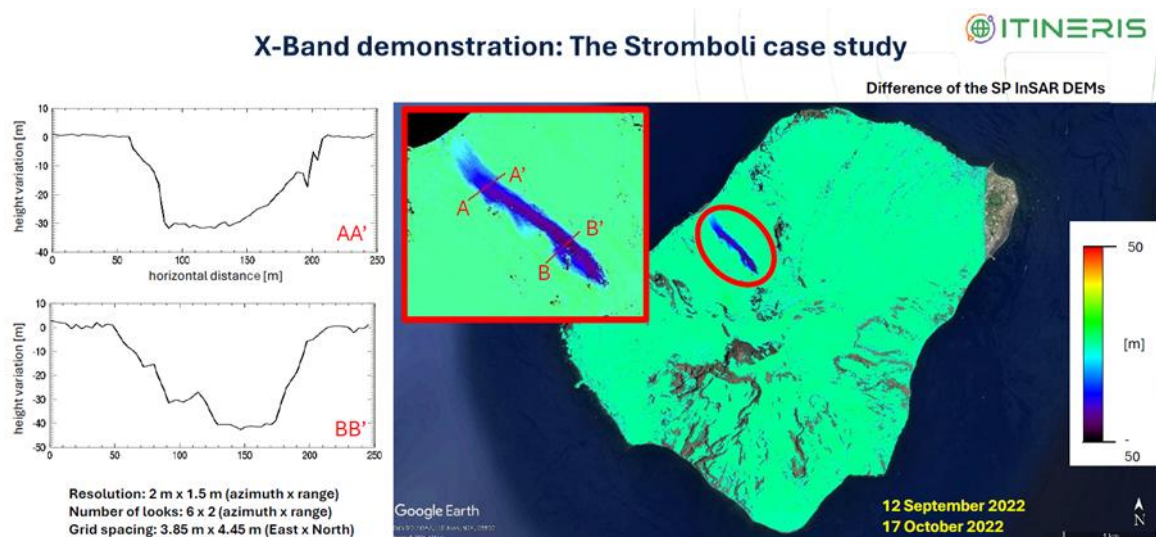 ITINERIS
X-Band demonstration: The Stromboli case study
Difference of the SP InSAR DEMs
height variation [m]
10
0
-10
-20
-30
-40
0 50 100 150 200 250
horizontal distance [m]
AA'
height variation [m]
10
0
-10
-20
-30
-40
-50
0 50 100 150 200 250
BB'
Resolution: 2 m x 1.5 m (azimuth x range)
Number of looks: 6 x 2 (azimuth x range)
Grid spacing: 3.85 m x 4.45 m (East x North)
A A'
B B'
50
[m]
-
50
Google Earth
12 September 2022
17 October 2022
N